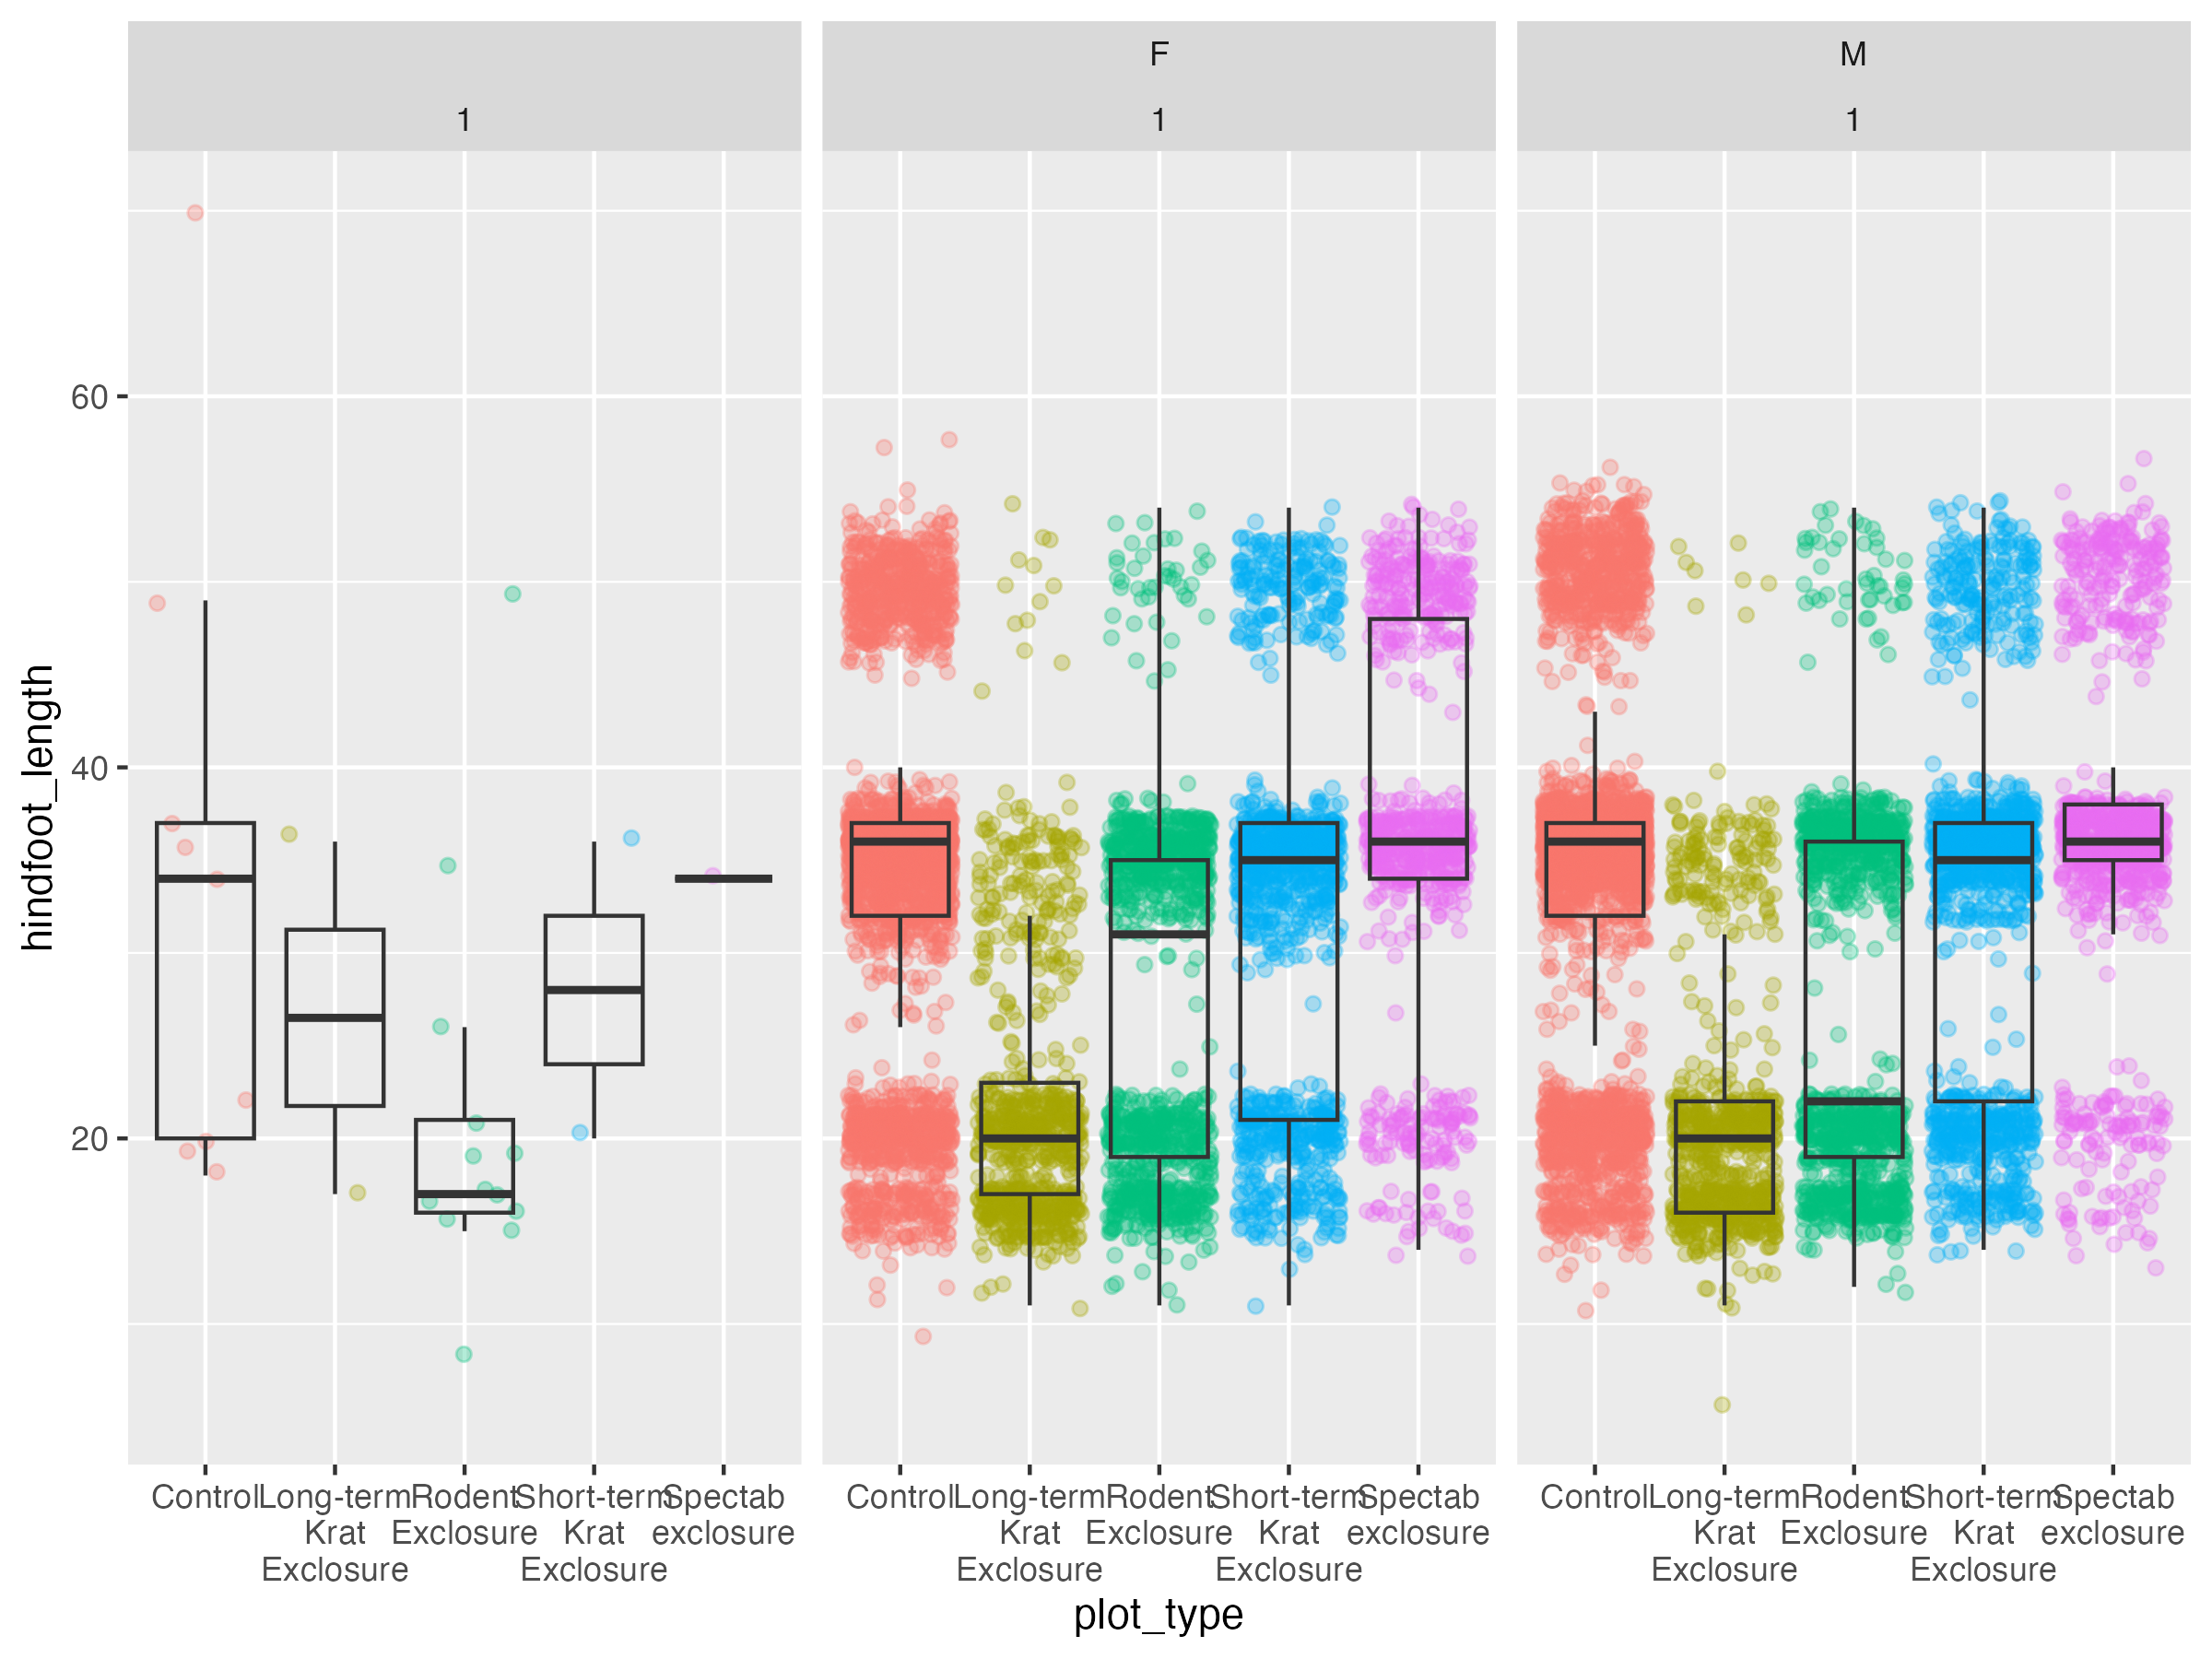 F
M
1
1
1
hindfoot_length
60
40
20
Control Long-term Rodent Short-term Spectab Control Long-term Rodent Short-term Spectab Control Long-term Rodent Short-term Spectab
Krat Exclosure Krat exclosure Krat Exclosure Krat exclosure Krat Exclosure Krat exclosure
Exclosure Exclosure Exclosure Exclosure Exclosure Exclosure
plot_type